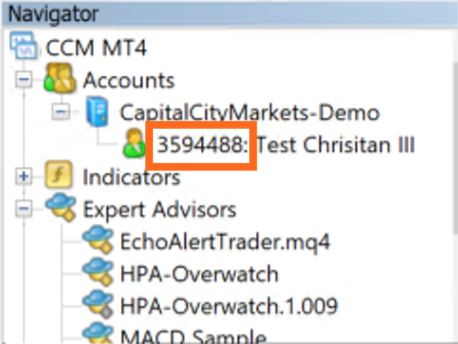 Navigator
CCM MT4
Accounts
CapitalCityMarkets-Demo
3594488: Test Chrisitan III
Indicators
Expert Advisors
EchoAlertTrader.mq4
HPA-Overwatch
HPA-Overwatch.1.009
MACD Sample